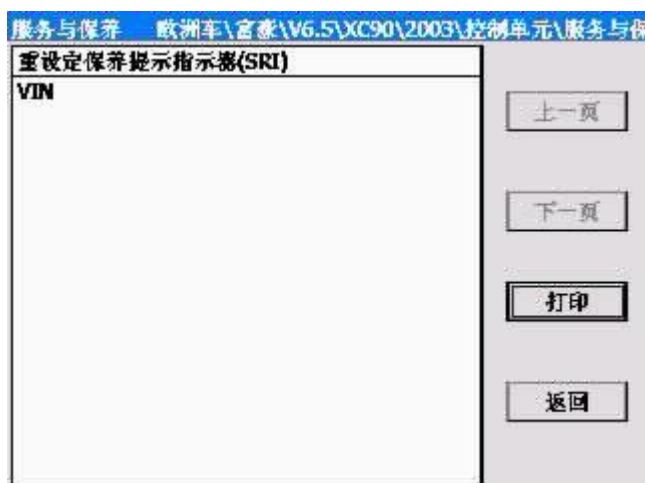 服务与保养 欧洲车\富豪\V6.5\XC90\2003\控制单元\服务与保
重设定保养提示指示器(SRI)
VIN
上一页
下一页
打印
返回